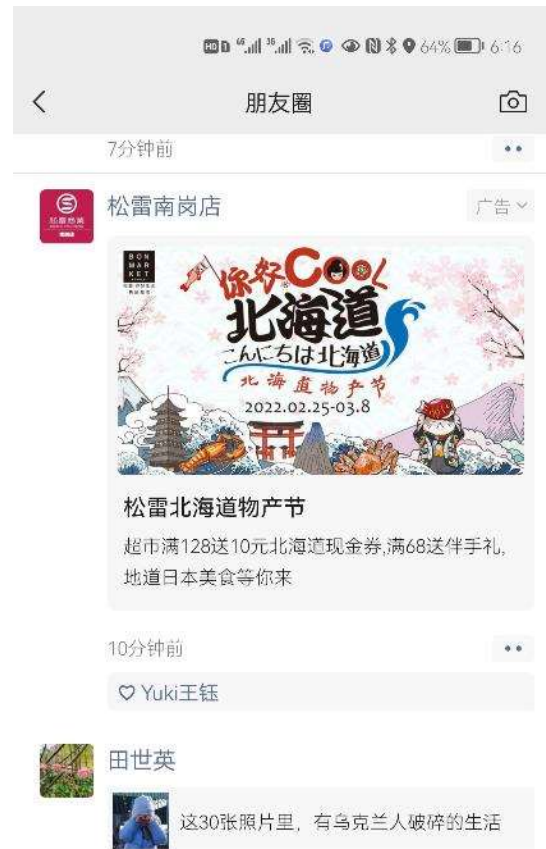 HD 64% 6:16
朋友圈
7分钟前
松雷南岗店
广告
BON
MAR
KET
你好COOL
北海道
こんにちは北海道
北海道物产节
2022.02.25-03.8
松雷北海道物产节
超市满128送10元北海道现金券,满68送伴手礼,
地道日本美食等你来
10分钟前
Yuki王钰
田世英
这30张照片里，有乌克兰人破碎的生活